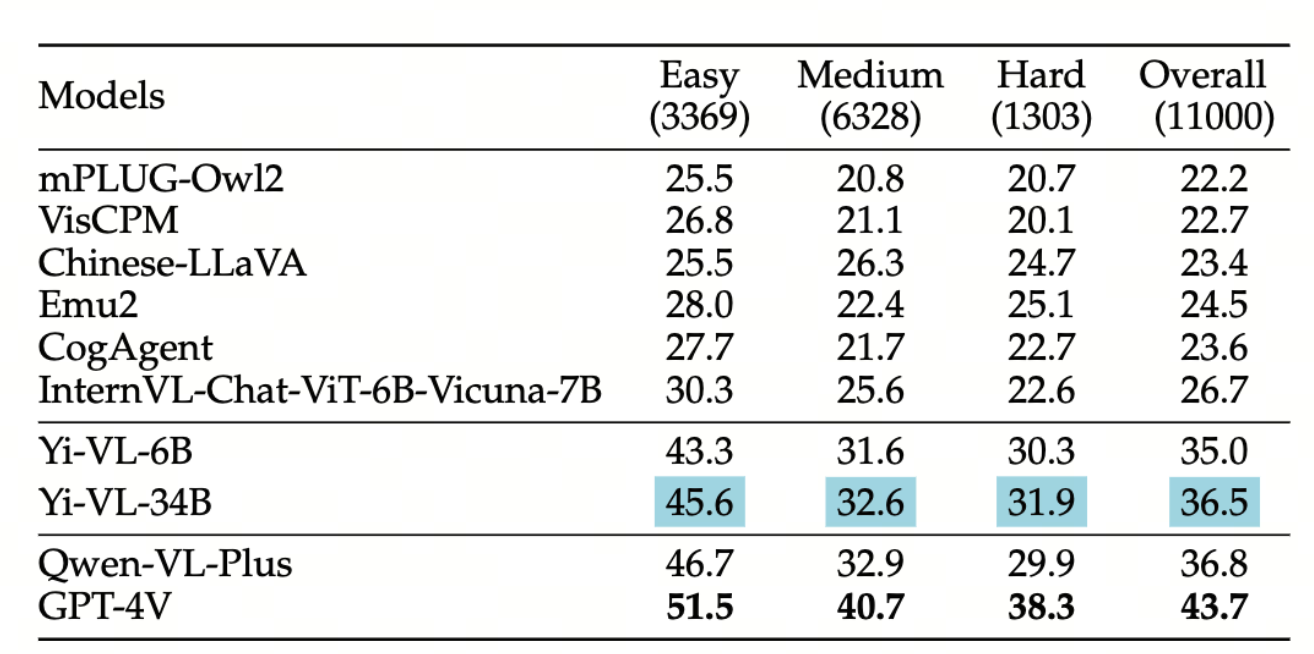 Models Easy Medium Hard Overall
(3369) (6328) (1303) (11000)
mPLUG-Owl2 25.5 20.8 20.7 22.2
VisCPM 26.8 21.1 20.1 22.7
Chinese-LLaVA 25.5 26.3 24.7 23.4
Emu2 28.0 22.4 25.1 24.5
CogAgent 27.7 21.7 22.7 23.6
InternVL-Chat-ViT-6B-Vicuna-7B 30.3 25.6 22.6 26.7
Yi-VL-6B 43.3 31.6 30.3 35.0
Yi-VL-34B 45.6 32.6 31.9 36.5
Qwen-VL-Plus 46.7 32.9 29.9 36.8
GPT-4V 51.5 40.7 38.3 43.7